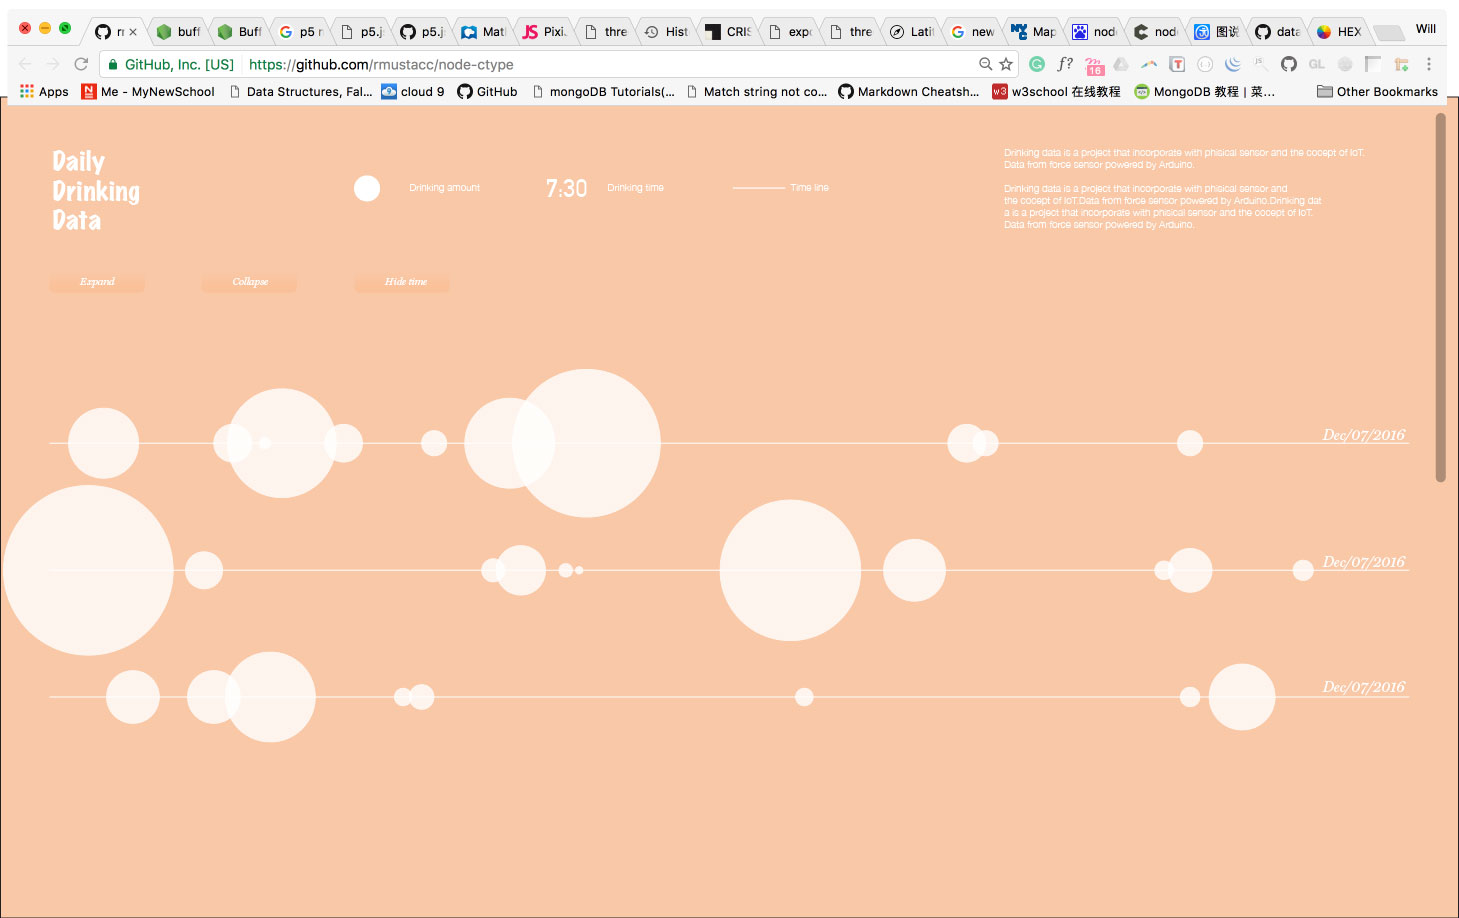 rr
buff
Buff
p5 n
p5.j
p5.j
Mat
Pixi.
thre
Hist
CRIS
expo
thre
Lati
new
Map
node
node
图说
data
HEX
Will
GitHub, Inc. [US]
https://github.com/rmustacc/node-ctype
16
Apps
Me - MyNewSchool
Data Structures, Fal...
cloud 9
GitHub
mongoDB Tutorials(...
Match string not co...
Markdown Cheatsh...
w3school 在线教程
MongoDB 教程 | 菜...
Other Bookmarks
Daily
Drinking
Data
Drinking amount
7:30
Drinking time
Time line
Drinking data is a project that incorporate with phisical sensor and the cocept of IoT.
Data from force sensor powered by Arduino.
Drinking data is a project that incorporate with phisical sensor and
the cocept of IoT.Data from force sensor powered by Arduino.Drinking dat
a is a project that incorporate with phisical sensor and the cocept of IoT.
Data from force sensor powered by Arduino.
Expand
Collapse
Hide time
Dec/07/2016
Dec/07/2016
Dec/07/2016